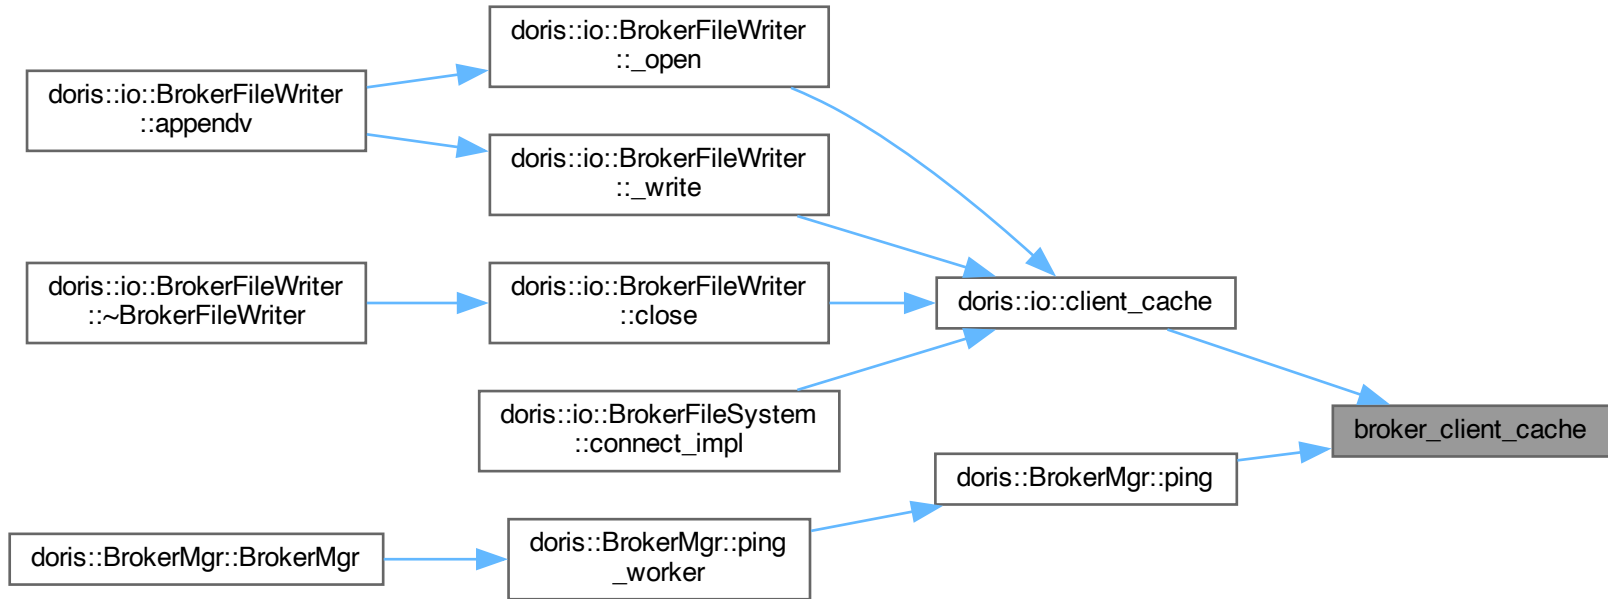 doris::io::BrokerFileWriter
::_open
doris::io::BrokerFileWriter
::appendv
doris::io::BrokerFileWriter
::_write
doris::io::BrokerFileWriter
::~BrokerFileWriter
doris::io::BrokerFileWriter
::close
doris::io::client_cache
doris::io::BrokerFileSystem
::connect_impl
broker_client_cache
doris::BrokerMgr::ping
doris::BrokerMgr::BrokerMgr
doris::BrokerMgr::ping
_worker